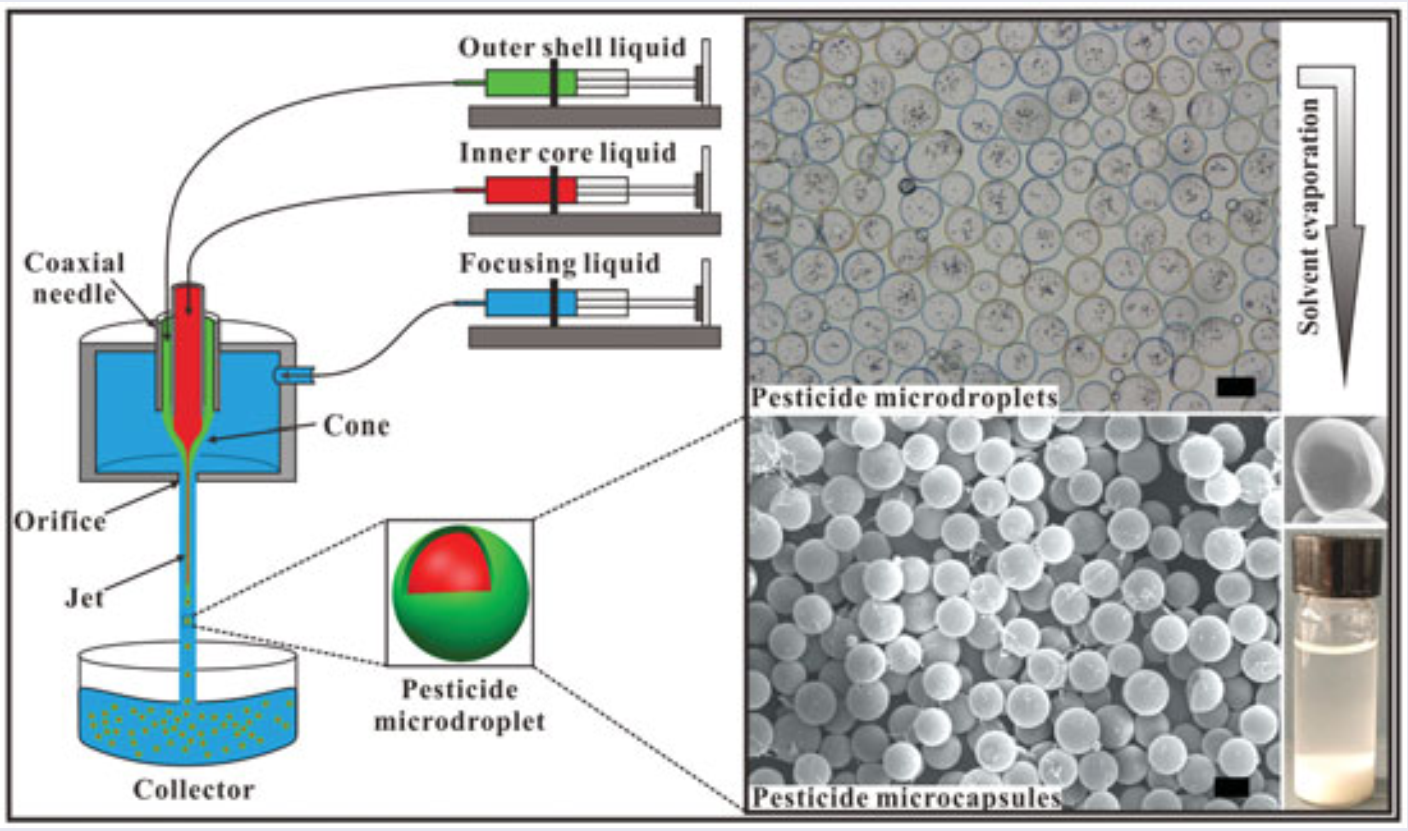 Outer shell liquid
Inner core liquid
Focusing liquid
Coaxial
needle
Cone
Orifice
Jet
Pesticide
microdroplet
Collector
Pesticide microdroplets
Solvent evaporation
Pesticide microcapsules